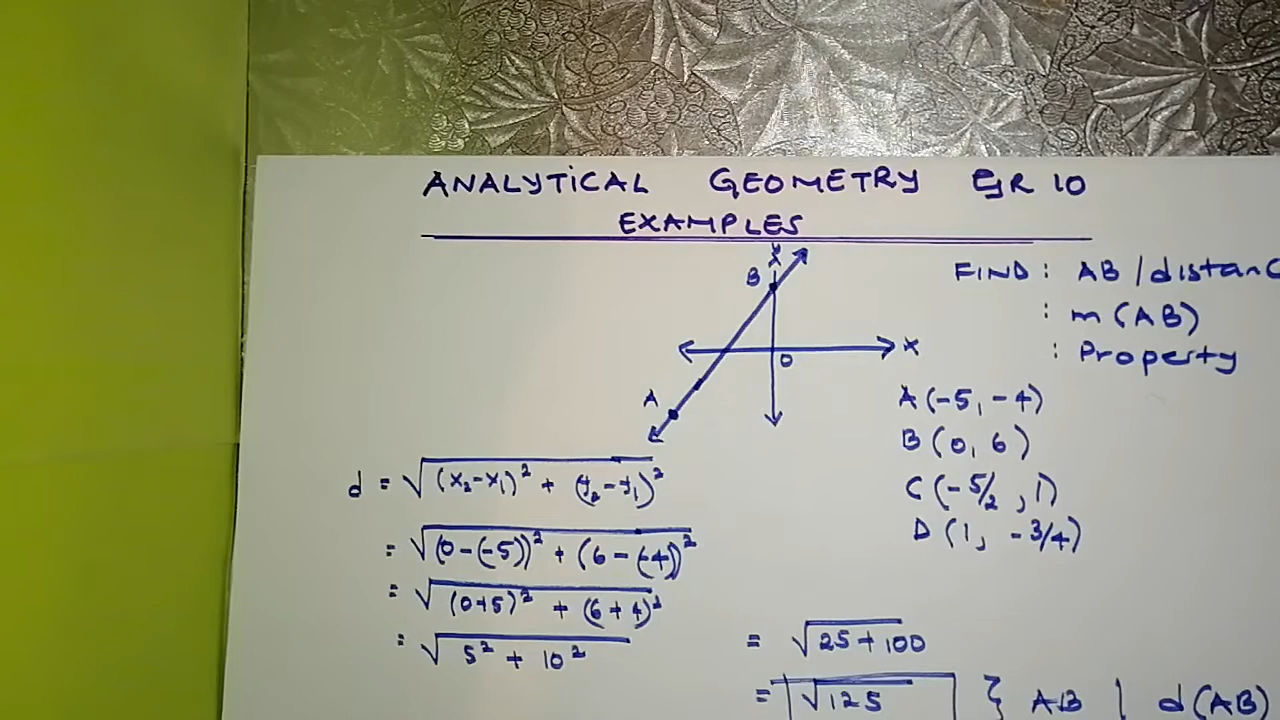 ANALYTICAL GEOMETRY GR 10
EXAMPLES
FIND : AB / distanc
: m (AB)
: Property
B
X
O
A
A (-5, -4)
B (0, 6)
C (-5/2, 1)
D (1, -3/4)
d = √(x₂-x₁)² + (y₂-y₁)²
= √(0-(-5))² + (6-(-4))²
= √(0+5)² + (6+4)²
= √5² + 10²
= √25+100
= √125 } AB | d(AB)